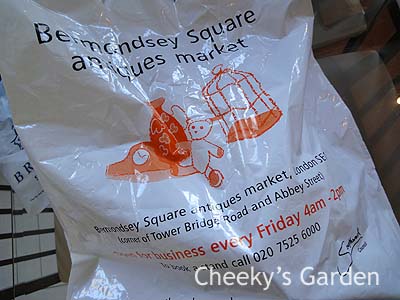 Bermondsey Square
antiques market
Bermondsey Square antiques market, London SE1
(corner of Tower Bridge Road and Abbey Street)
for business every Friday 4am - 2pm
To book a stand call 020 7525 6000
Cheeky's Garden